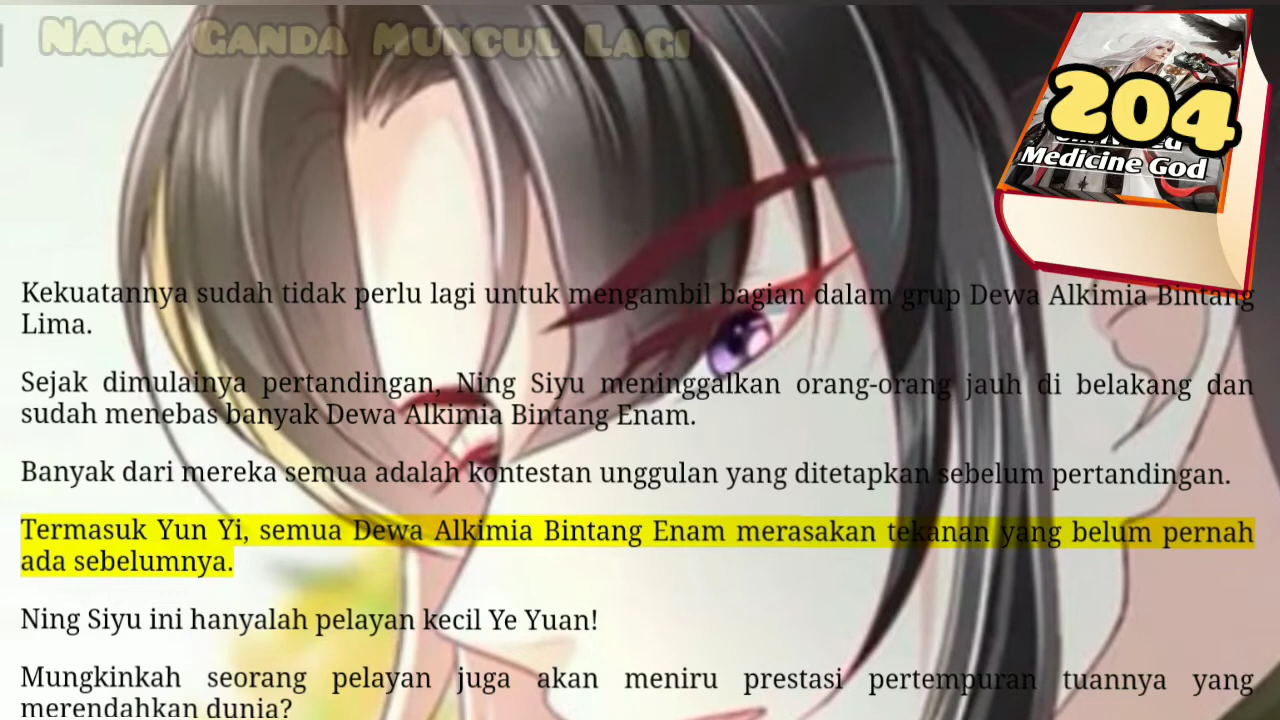 Naga Ganda Muncul Lagi
204
Medicine God
Kekuatannya sudah tidak perlu lagi untuk mengambil bagian dalam grup Dewa Alkimia Bintang
Lima.
Sejak dimulainya pertandingan, Ning Siyu meninggalkan orang-orang jauh di belakang dan
sudah menebas banyak Dewa Alkimia Bintang Enam.
Banyak dari mereka semua adalah kontestan unggulan yang ditetapkan sebelum pertandingan.
Termasuk Yun Yi, semua Dewa Alkimia Bintang Enam merasakan tekanan yang belum pernah
ada sebelumnya.
Ning Siyu ini hanyalah pelayan kecil Ye Yuan!
Mungkinkah seorang pelayan juga akan meniru prestasi pertempuran tuannya yang
merendahkan dunia?